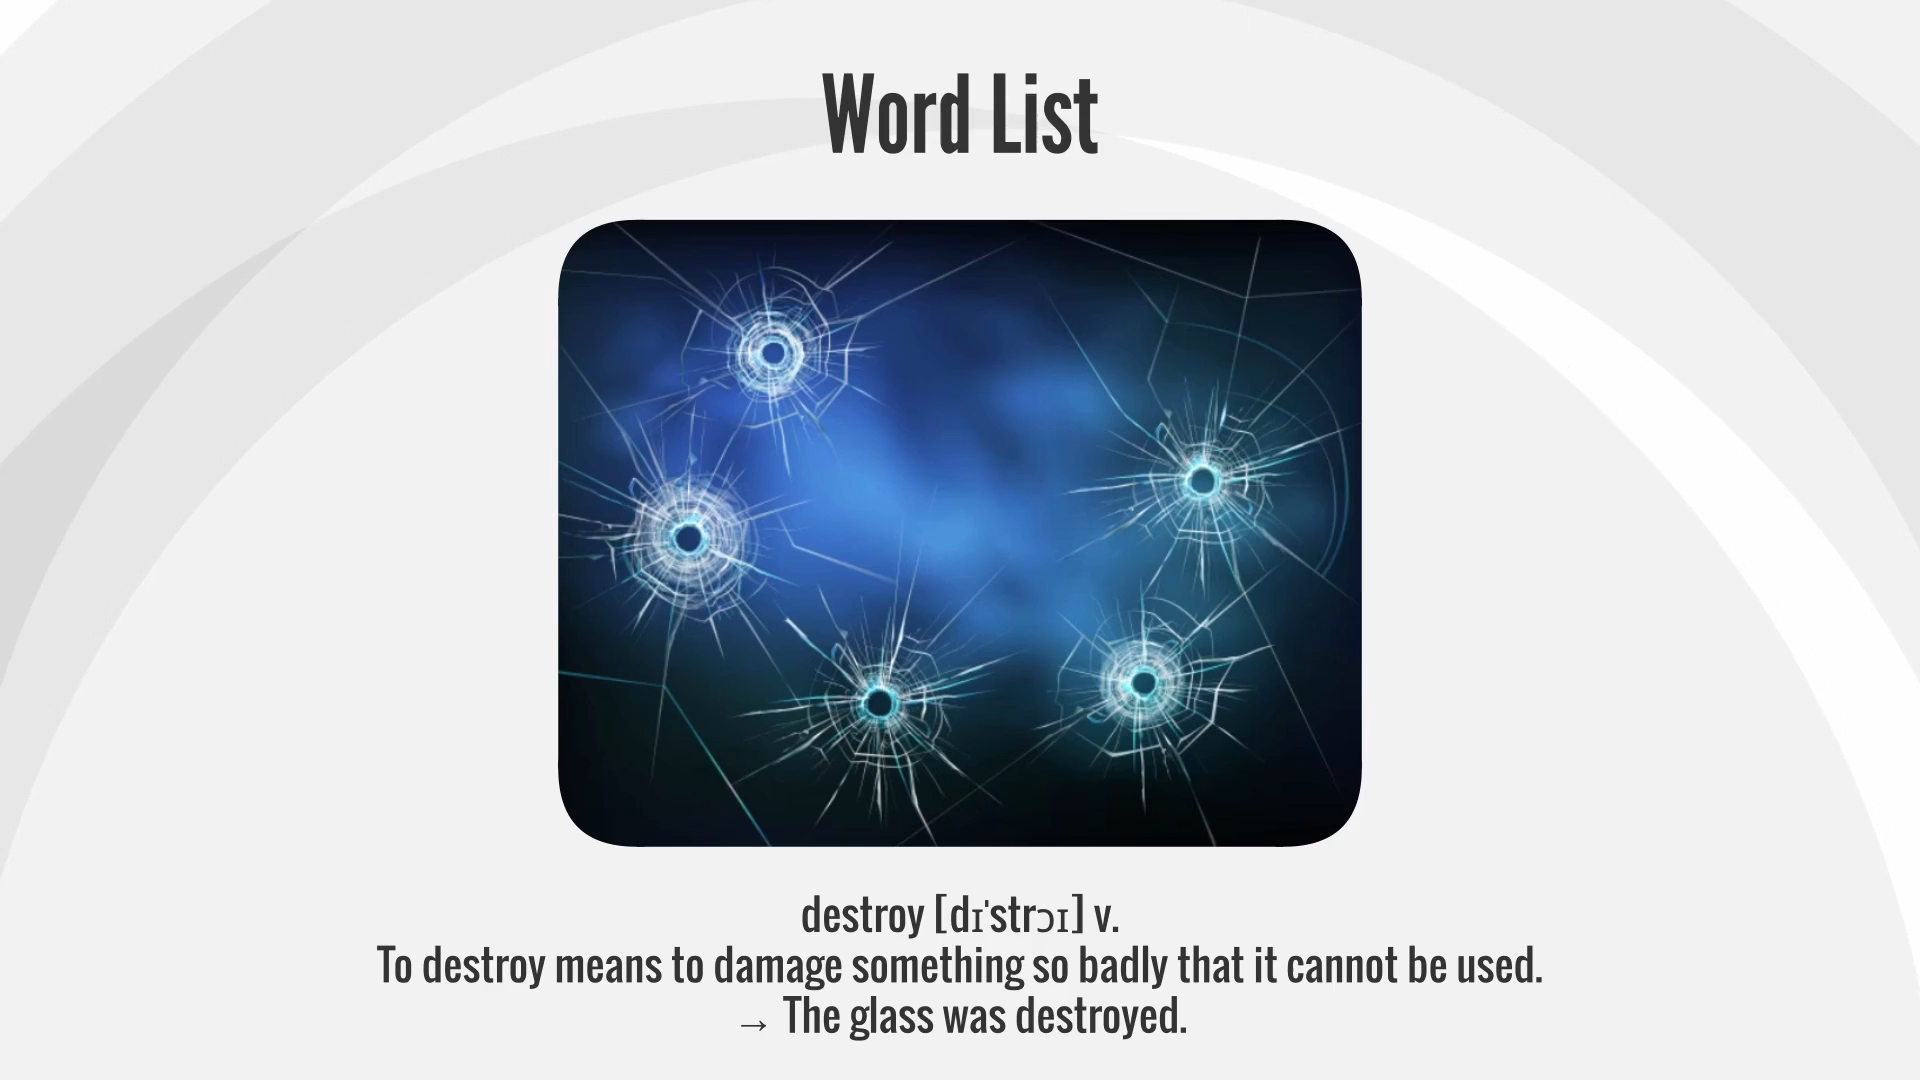 Word List
destroy [dɪˈstrɔɪ] v.
To destroy means to damage something so badly that it cannot be used.
→ The glass was destroyed.